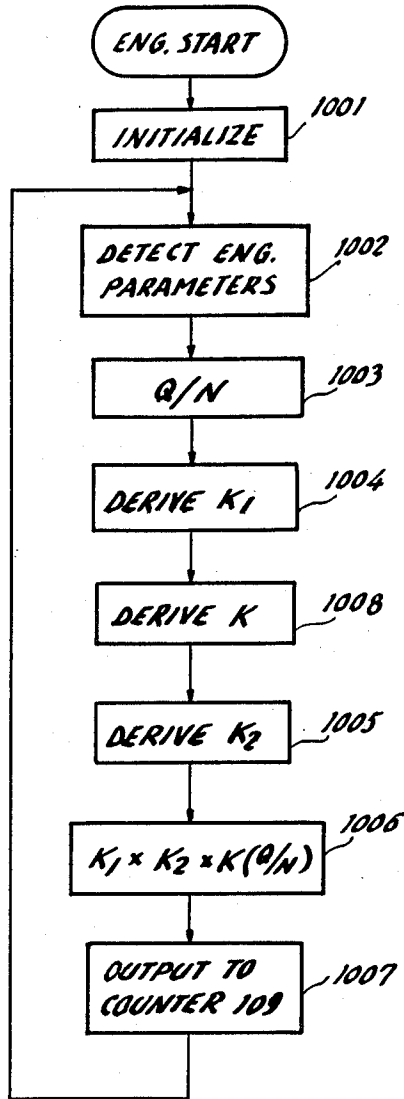 ENG. START
1001
INITIALIZE
1002
DETECT ENG.
PARAMETERS
1003
Q/N
1004
DERIVE K1
DERIVE K
1008
DERIVE K2
1005
1006
K1 × K2 × K(Q/N)
OUTPUT TO
COUNTER 109
1007